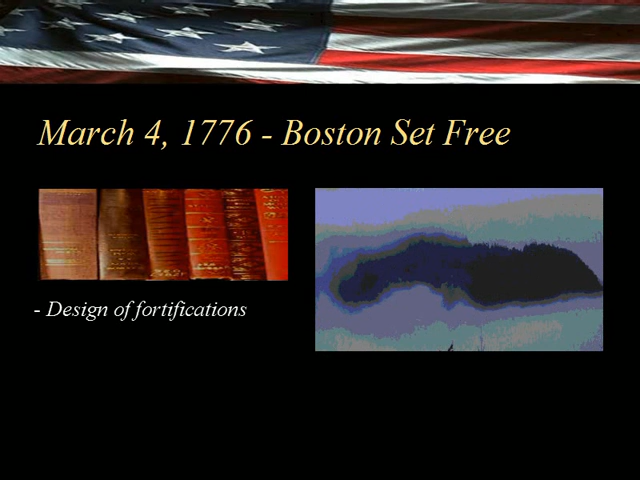 March 4, 1776 - Boston Set Free
- Design of fortifications